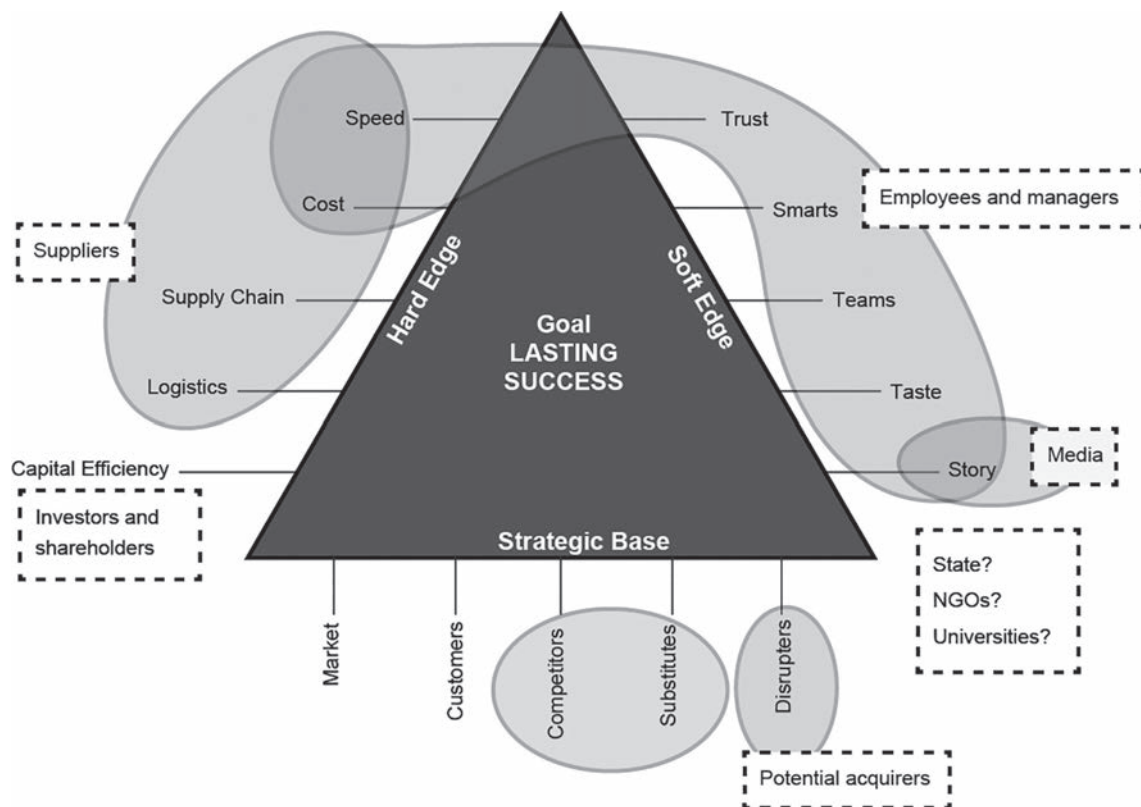 Speed
Trust
Cost
Smarts
Employees and managers
Suppliers
Hard Edge
Soft Edge
Supply Chain
Teams
Goal
LASTING
SUCCESS
Logistics
Taste
Capital Efficiency
Story
Media
Investors and
shareholders
Strategic Base
State?
NGOs?
Universities?
Market
Customers
Competitors
Substitutes
Disrupters
Potential acquirers